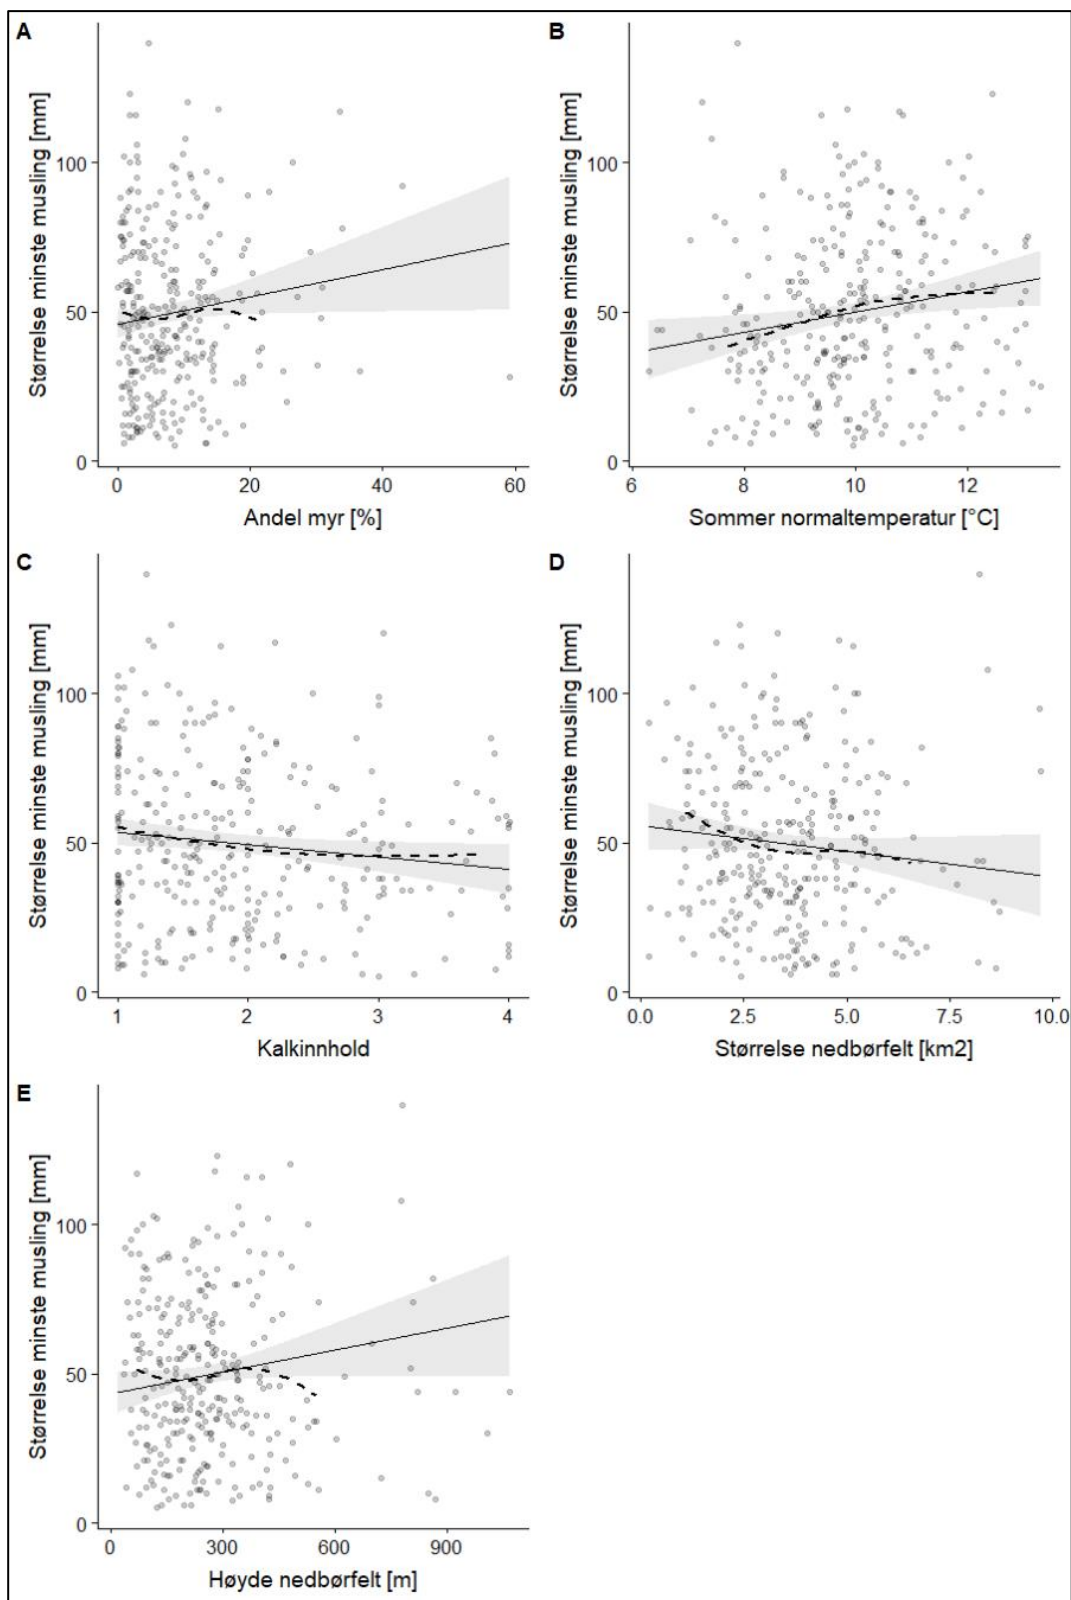 A
Størrelse minste musling [mm]
100
50
0
0 20 40 60
Andel myr [%]
B
Størrelse minste musling [mm]
100
50
0
6 8 10 12
Sommer normaltemperatur [°C]
C
Størrelse minste musling [mm]
100
50
0
1 2 3 4
Kalkinnhold
D
Størrelse minste musling [mm]
100
50
0
0.0 2.5 5.0 7.5 10.0
Størrelse nedbørfelt [km2]
E
Størrelse minste musling [mm]
100
50
0
0 300 600 900
Høyde nedbørfelt [m]